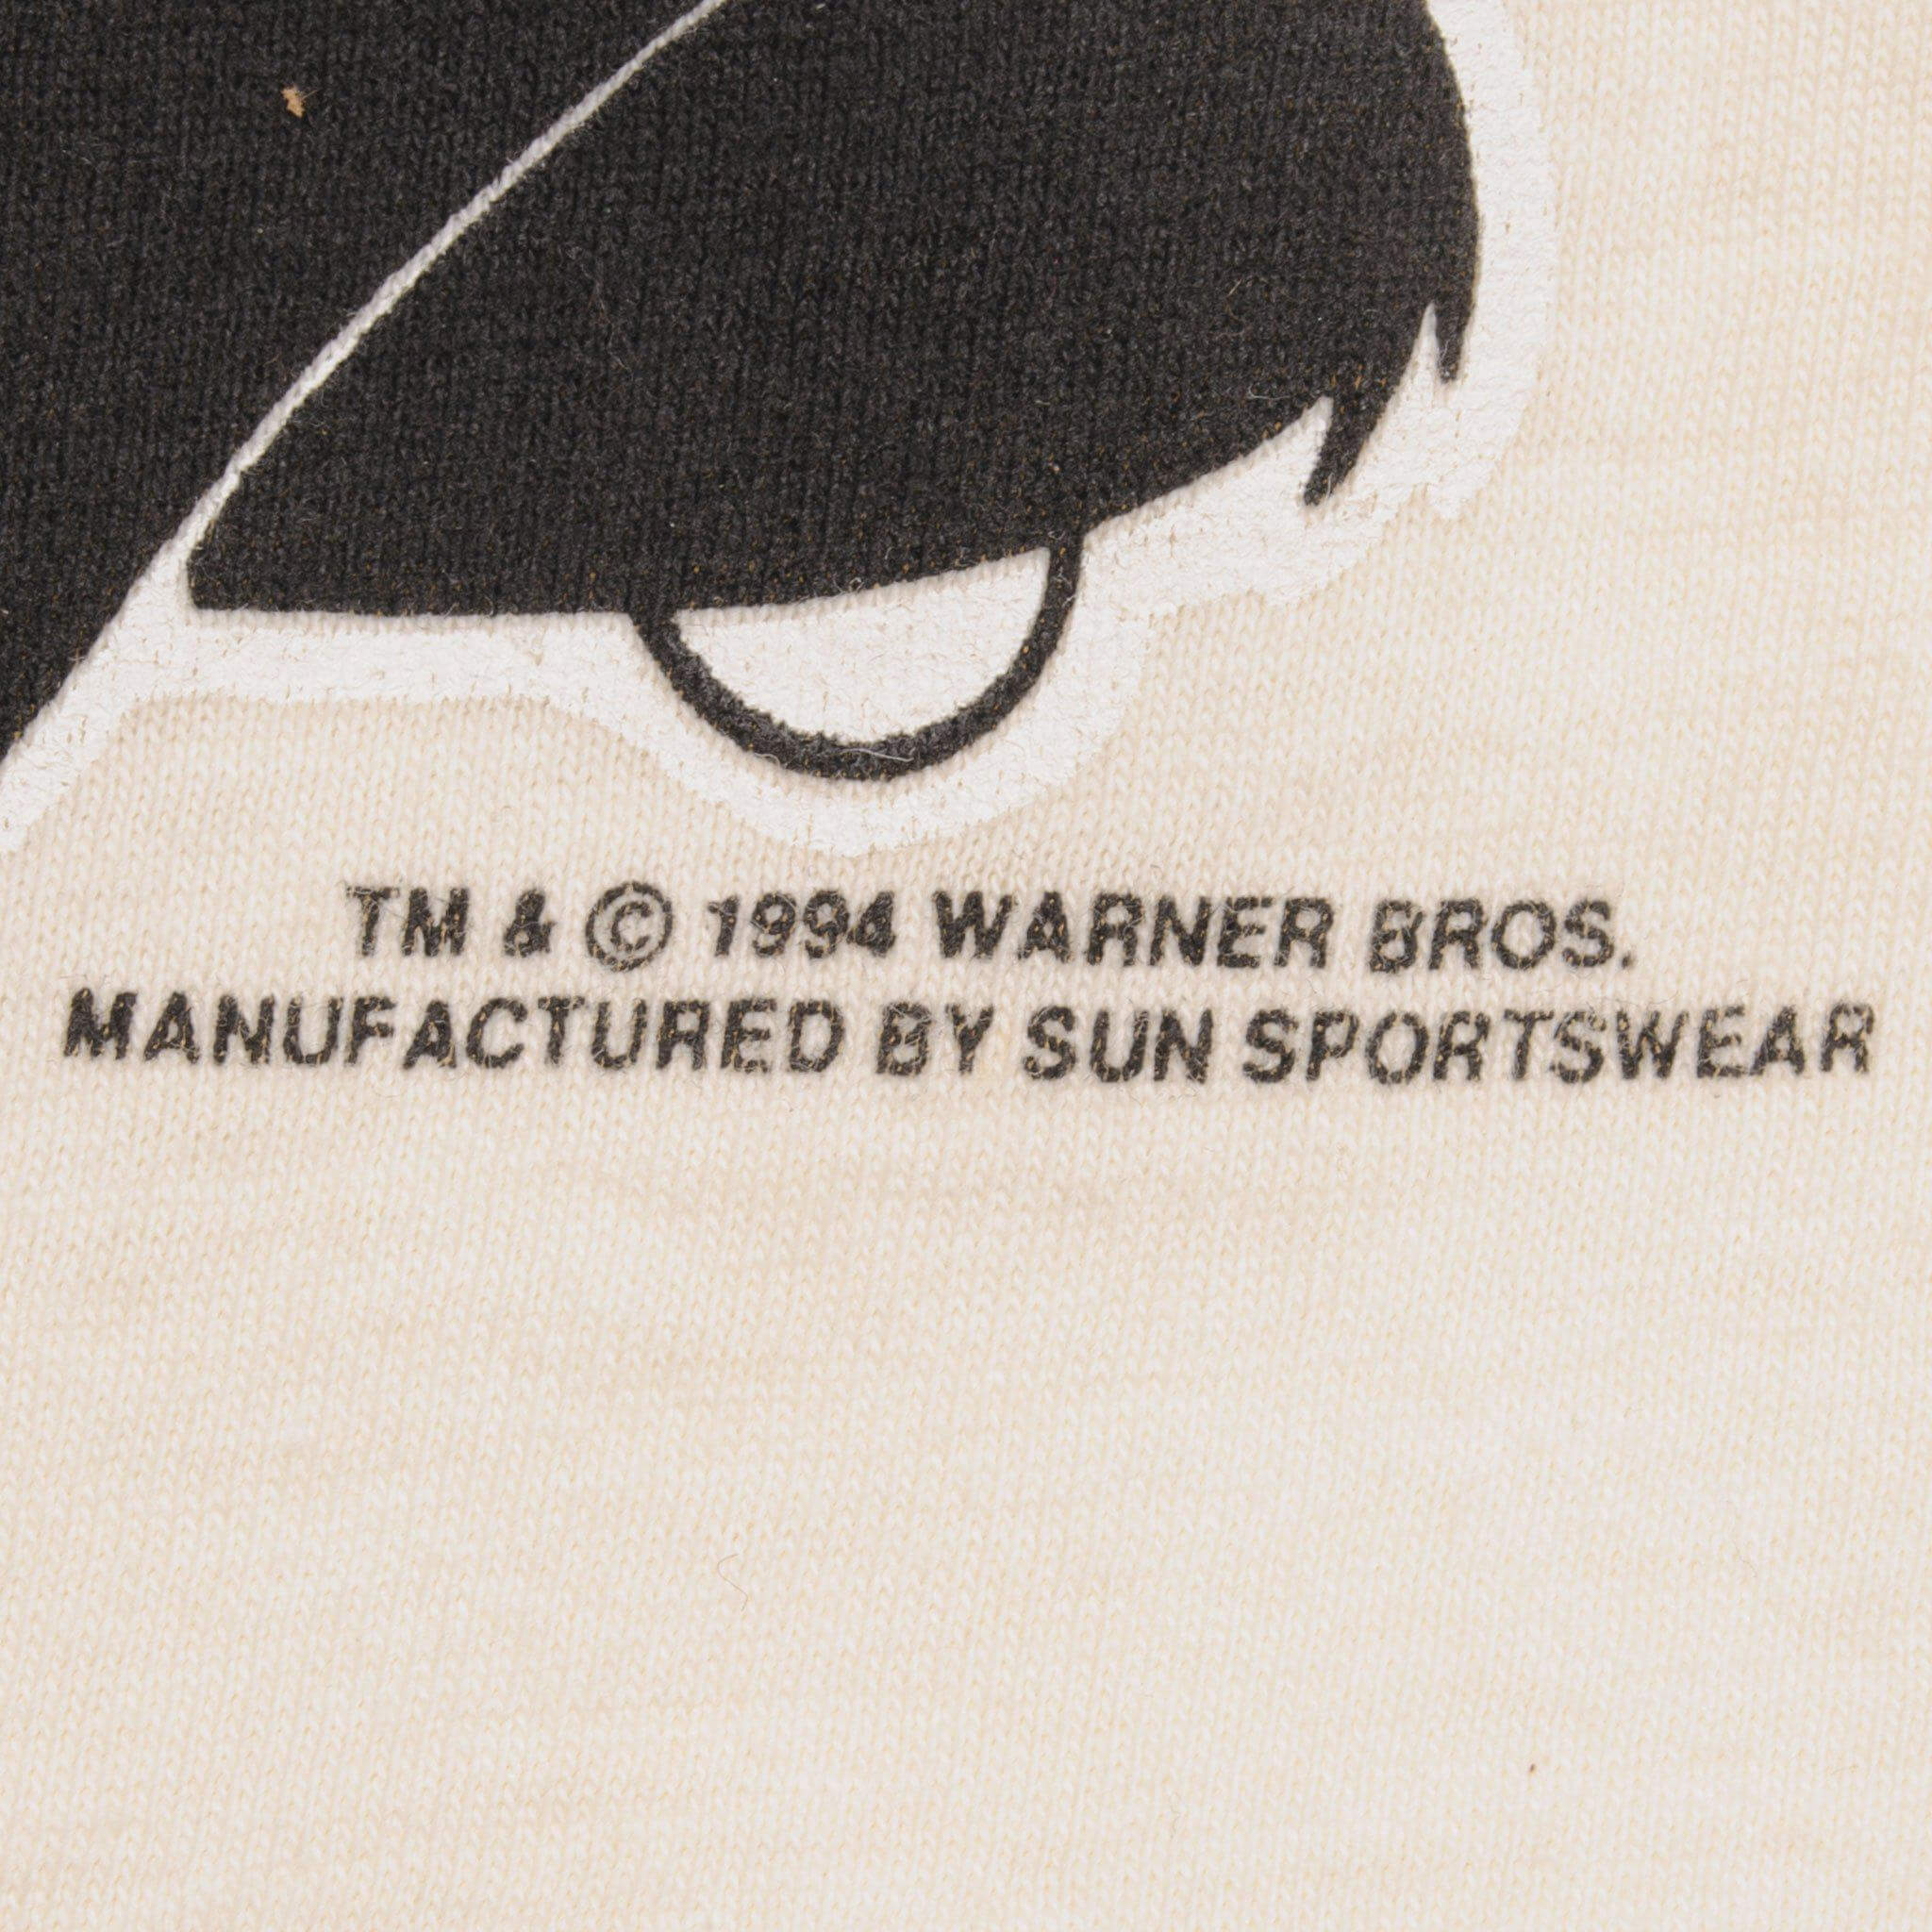 TM & © 1994 WARNER BROS.
MANUFACTURED BY SUN SPORTSWEAR